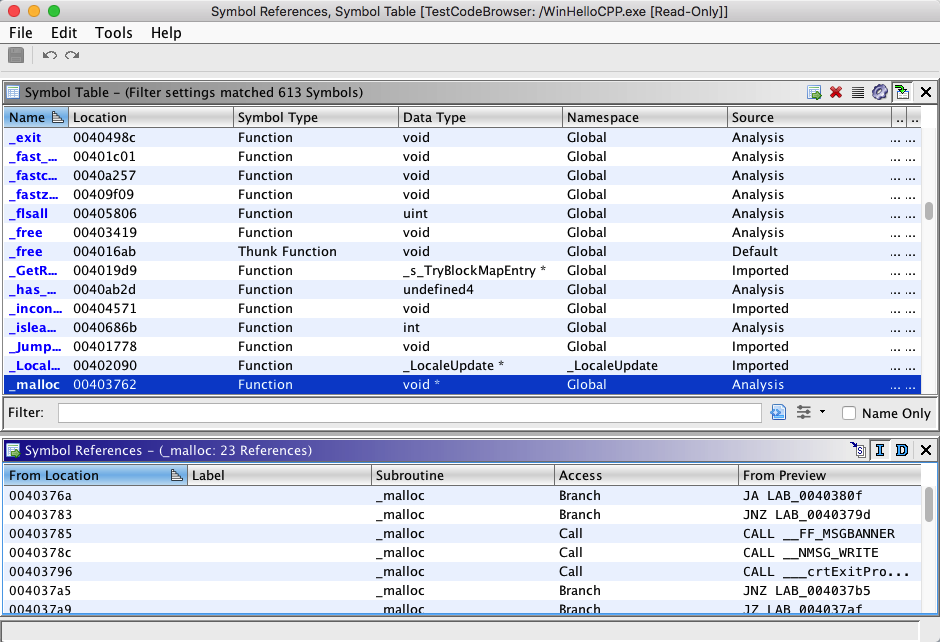 Symbol References, Symbol Table [TestCodeBrowser: /WinHelloCPP.exe [Read-Only]]
File Edit Tools Help
Symbol Table – (Filter settings matched 613 Symbols)
Name Location Symbol Type Data Type Namespace Source .. ..
_exit 0040498c Function void Global Analysis ... ...
_fast_... 00401c01 Function void Global Analysis ... ...
_fastc... 0040a257 Function void Global Analysis ... ...
_fastz... 00409f09 Function void Global Analysis ... ...
_flsall 00405806 Function uint Global Analysis ... ...
_free 00403419 Function void Global Analysis ... ...
_free 004016ab Thunk Function void Global Default ... ...
_GetR... 004019d9 Function _s_TryBlockMapEntry * Global Imported ... ...
_has_... 0040ab2d Function undefined4 Global Analysis ... ...
_incon... 00404571 Function void Global Imported ... ...
_islea... 0040686b Function int Global Analysis ... ...
_Jump... 00401778 Function void Global Imported ... ...
_Local... 00402090 Function _LocaleUpdate * _LocaleUpdate Imported ... ...
_malloc 00403762 Function void * Global Analysis ... ...
Filter: Name Only
Symbol References – (_malloc: 23 References) I D
From Location Label Subroutine Access From Preview
0040376a _malloc Branch JA LAB_0040380f
00403783 _malloc Branch JNZ LAB_0040379d
00403785 _malloc Call CALL __FF_MSGBANNER
0040378c _malloc Call CALL __NMSG_WRITE
00403796 _malloc Call CALL ___crtExitPro...
004037a5 _malloc Branch JNZ LAB_004037b5
004037a9 _malloc Branch JZ LAB_004037af